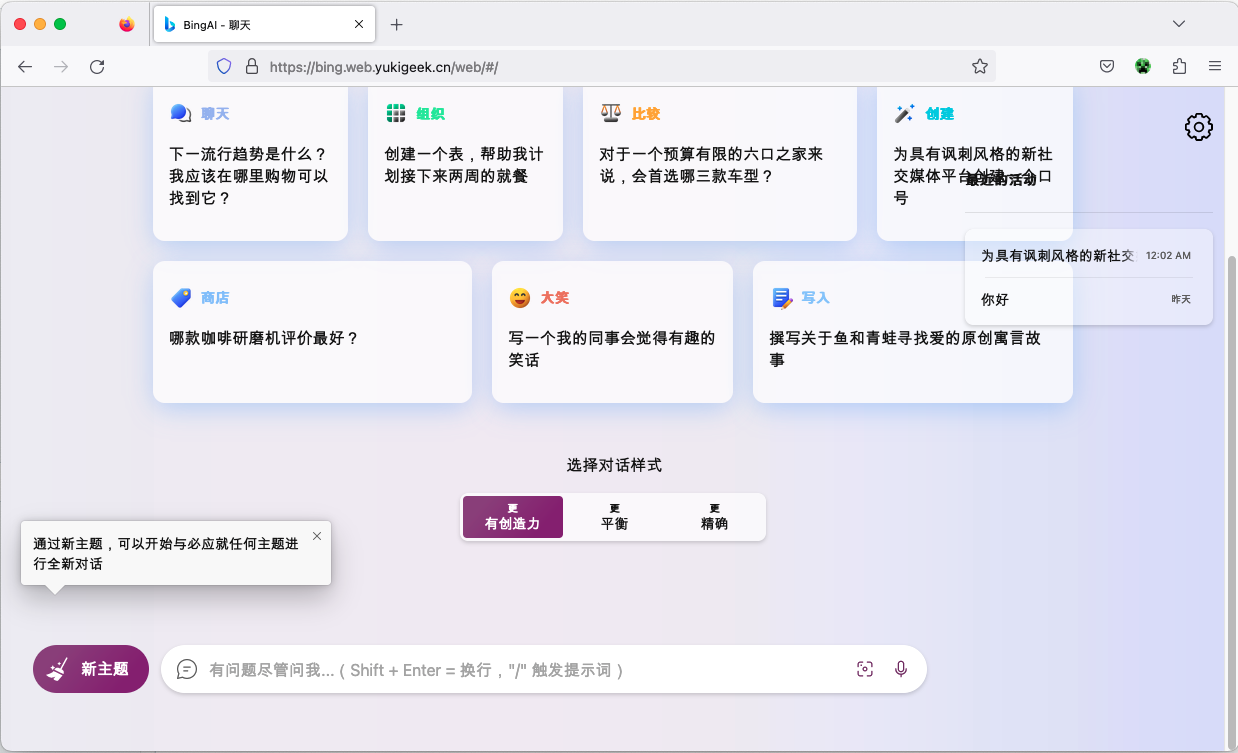 BingAI - 聊天
https://bing.web.yukigeek.cn/web/#/
聊天
下一流行趋势是什么？
我应该在哪里购物可以
找到它？
组织
创建一个表，帮助我计
划接下来两周的就餐
比较
对于一个预算有限的六口之家来
说，会首选哪三款车型？
创建
为具有讽刺风格的新社
交媒体平台创建一个口
号
最近的活动
为具有讽刺风格的新社交
12:02 AM
你好
昨天
商店
哪款咖啡研磨机评价最好？
大笑
写一个我的同事会觉得有趣的
笑话
写入
撰写关于鱼和青蛙寻找爱的原创寓言故
事
选择对话样式
更
有创造力
更
平衡
更
精确
通过新主题，可以开始与必应就任何主题进
行全新对话
新主题
有问题尽管问我...（Shift + Enter = 换行，"/" 触发提示词）